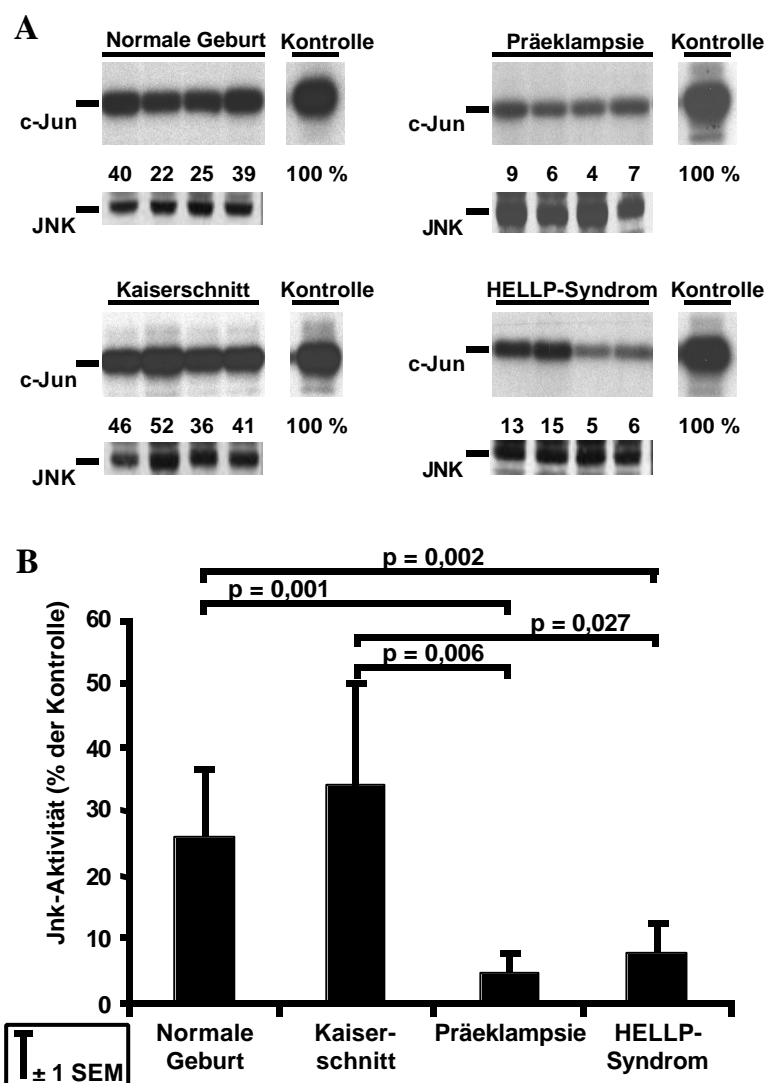 A
Normale Geburt Kontrolle
c-Jun
40 22 25 39 100 %
JNK
Präeklampsie Kontrolle
c-Jun
9 6 4 7 100 %
JNK
Kaiserschnitt Kontrolle
c-Jun
46 52 36 41 100 %
JNK
HELLP-Syndrom Kontrolle
c-Jun
13 15 5 6 100 %
JNK
B
p = 0,002
p = 0,001
p = 0,027
p = 0,006
Jnk-Aktivität (% der Kontrolle)
60
50
40
30
20
10
0
Normale
Geburt
Kaiser-
schnitt
Präeklampsie
HELLP-
Syndrom
± 1 SEM